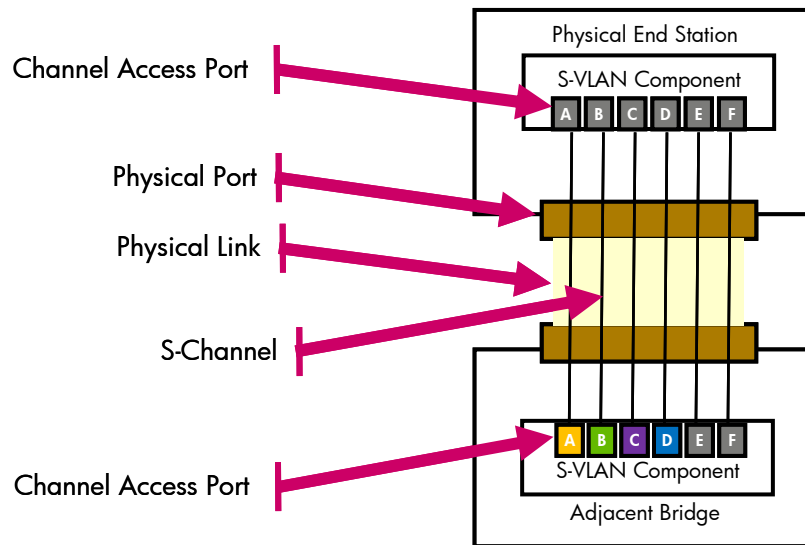 Physical End Station
Channel Access Port
S-VLAN Component
A B C D E F
Physical Port
Physical Link
S-Channel
A B C D E F
S-VLAN Component
Channel Access Port
Adjacent Bridge